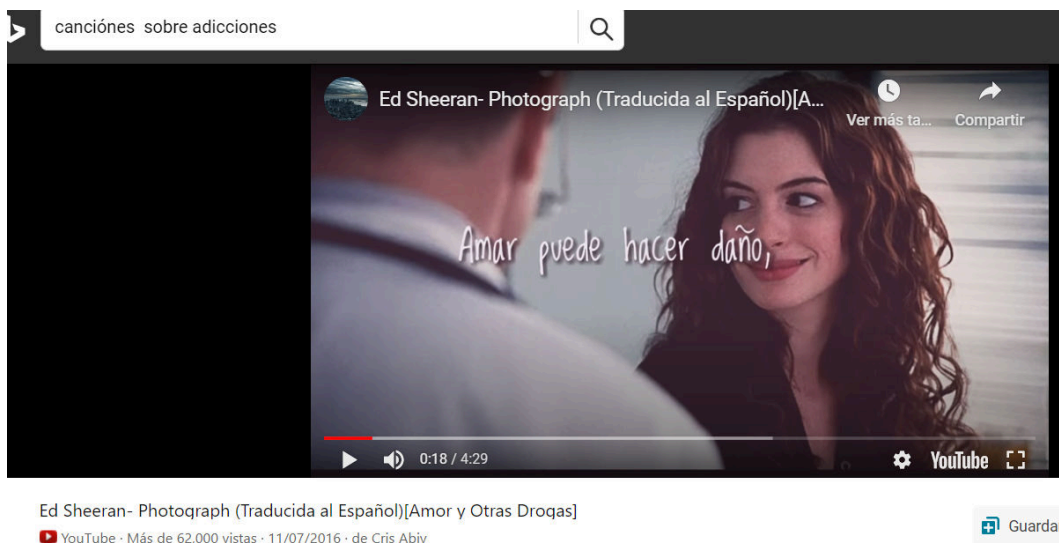 canciónes sobre adicciones
Ed Sheeran- Photograph (Traducida al Español)[A...
Ver más ta...
Compartir
Amar puede hacer daño,
0:18 / 4:29
YouTube
Ed Sheeran- Photograph (Traducida al Español)[Amor y Otras Drogas]
Guarda
YouTube · Más de 62.000 vistas · 11/07/2016 · de Cris Abiv